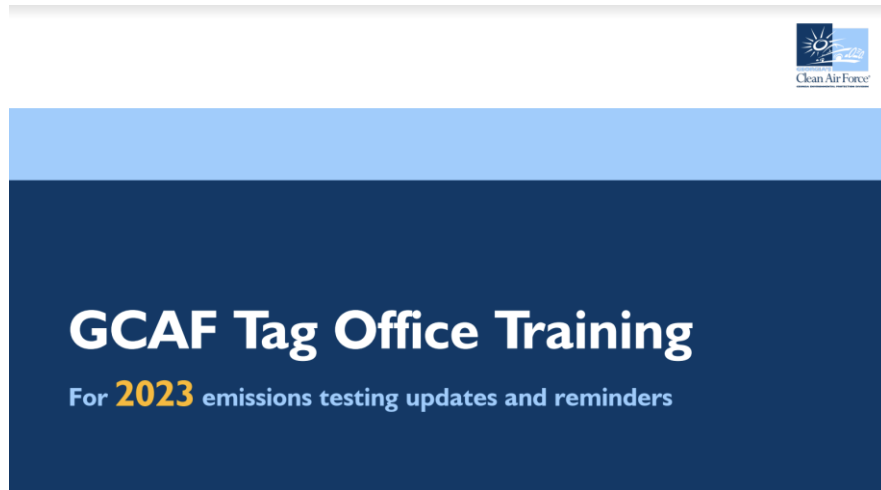 Clean Air Force
GCAF Tag Office Training
For 2023 emissions testing updates and reminders